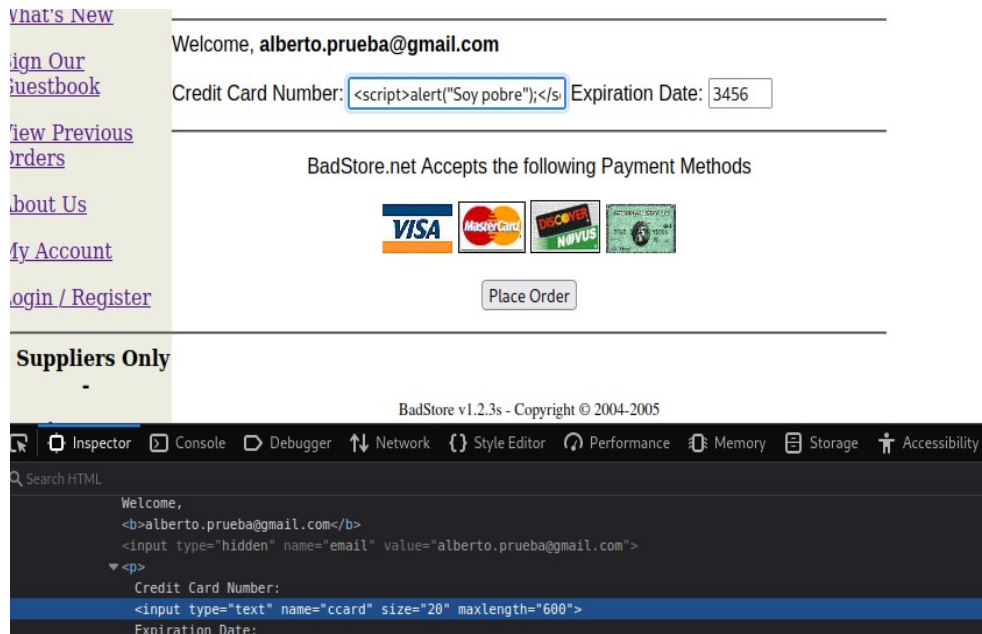 What's New
Sign Our
Guestbook
View Previous
Orders
About Us
My Account
Login / Register
Suppliers Only
-
Welcome, alberto.prueba@gmail.com
Credit Card Number: <script>alert("Soy pobre");</s Expiration Date: 3456
BadStore.net Accepts the following Payment Methods
VISA MasterCard DISCOVER NOVUS
Place Order
BadStore v1.2.3s - Copyright © 2004-2005
Inspector Console Debugger Network {} Style Editor Performance Memory Storage Accessibility
Search HTML
Welcome,
<b>alberto.prueba@gmail.com</b>
<input type="hidden" name="email" value="alberto.prueba@gmail.com">
<p>
Credit Card Number:
<input type="text" name="ccard" size="20" maxlength="600">
Expiration Date: